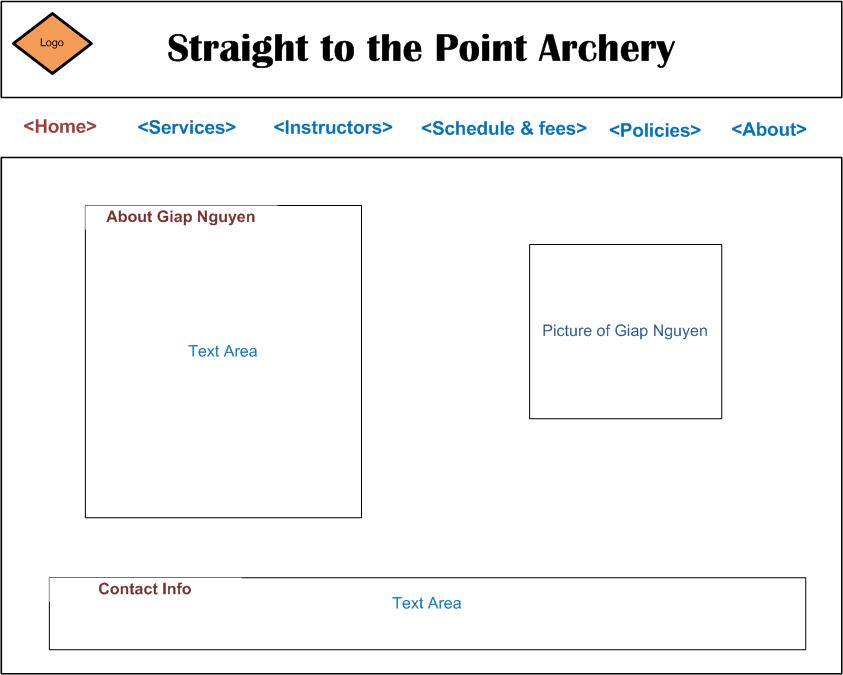 Logo
Straight to the Point Archery
<Home> <Services> <Instructors> <Schedule & fees> <Policies> <About>
About Giap Nguyen
Text Area
Picture of Giap Nguyen
Contact Info
Text Area